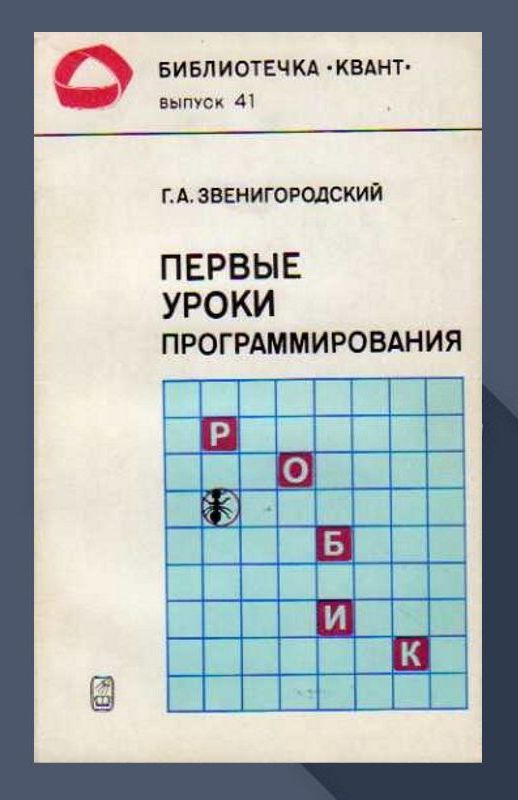 БИБЛИОТЕЧКА •КВАНТ•
ВЫПУСК 41
Г.А. ЗВЕНИГОРОДСКИЙ
ПЕРВЫЕ
УРОКИ
ПРОГРАММИРОВАНИЯ
Р
О
Б
И
К